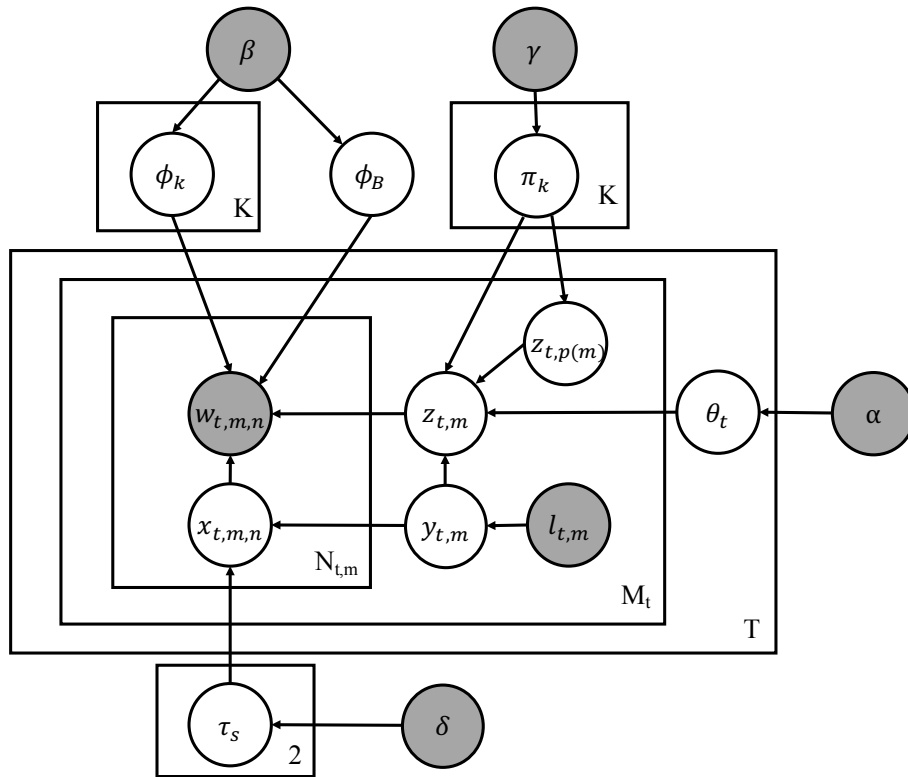 β
γ
ϕ_k
K
ϕ_B
π_k
K
z_{t,p(m)}
w_{t,m,n}
z_{t,m}
θ_t
α
x_{t,m,n}
y_{t,m}
l_{t,m}
N_{t,m}
M_t
T
τ_s
2
δ